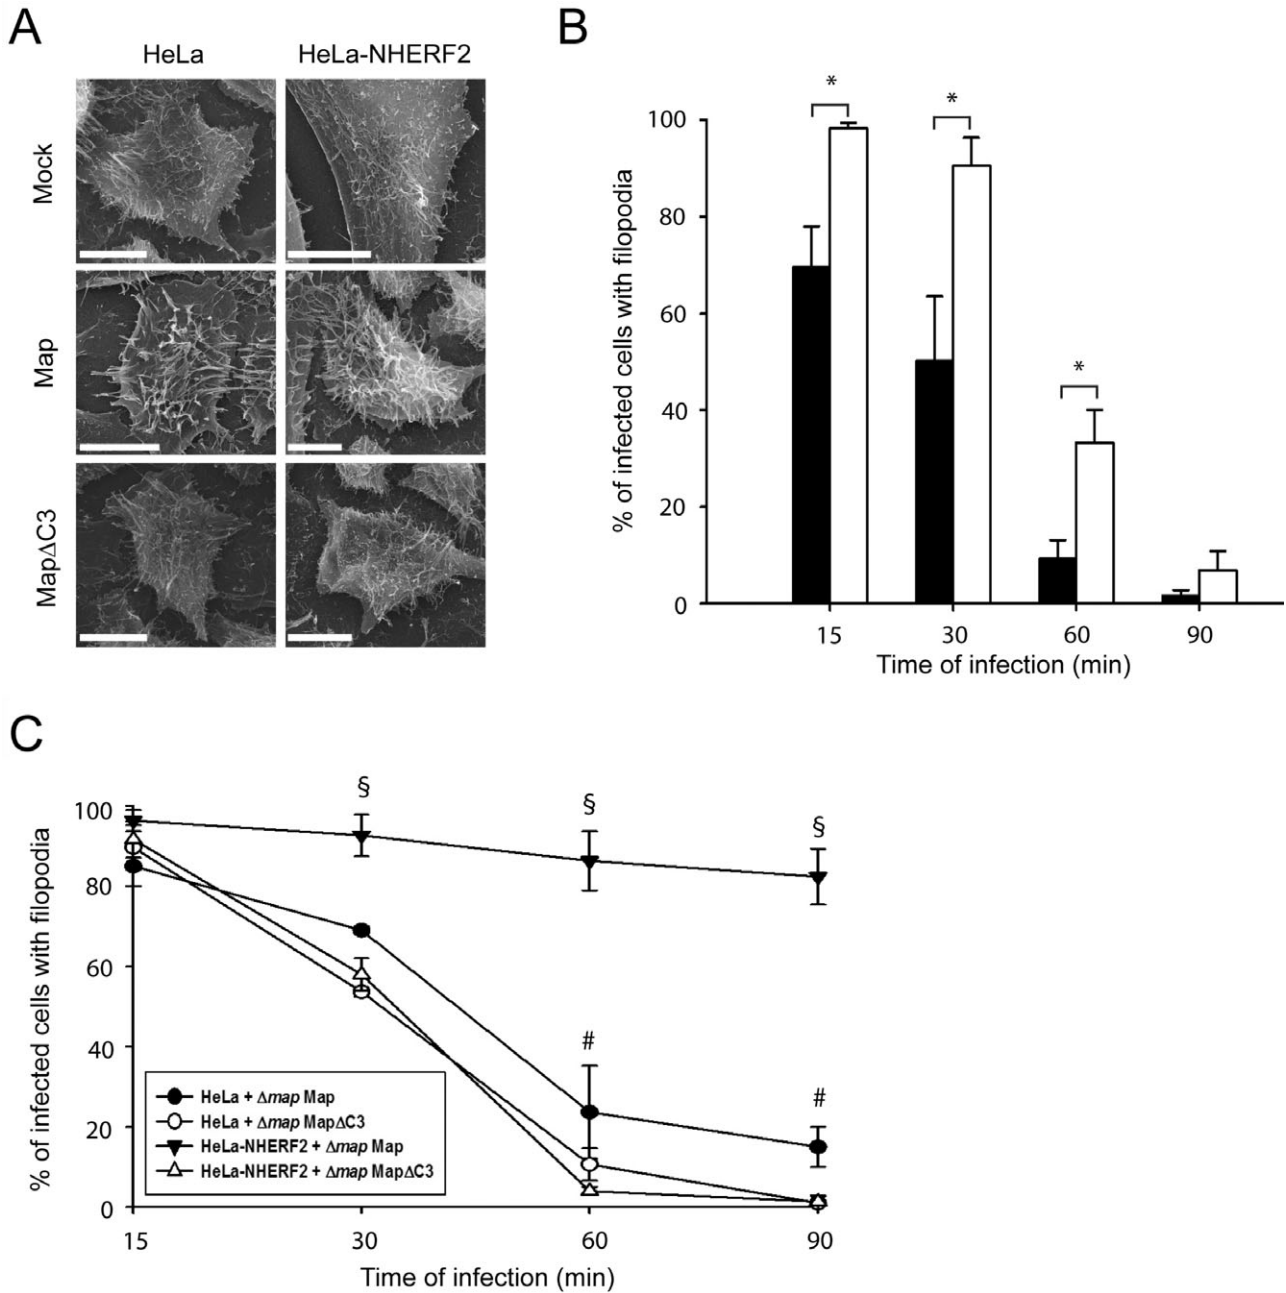 A
HeLa
HeLa-NHERF2
Mock
Map
MapΔC3
B
% of infected cells with filopodia
100
80
60
40
20
0
*
*
*
15
30
60
90
Time of infection (min)
C
% of infected cells with filopodia
100
80
60
40
20
0
§
§
§
#
#
HeLa + Δmap Map
HeLa + Δmap MapΔC3
HeLa-NHERF2 + Δmap Map
HeLa-NHERF2 + Δmap MapΔC3
15
30
60
90
Time of infection (min)